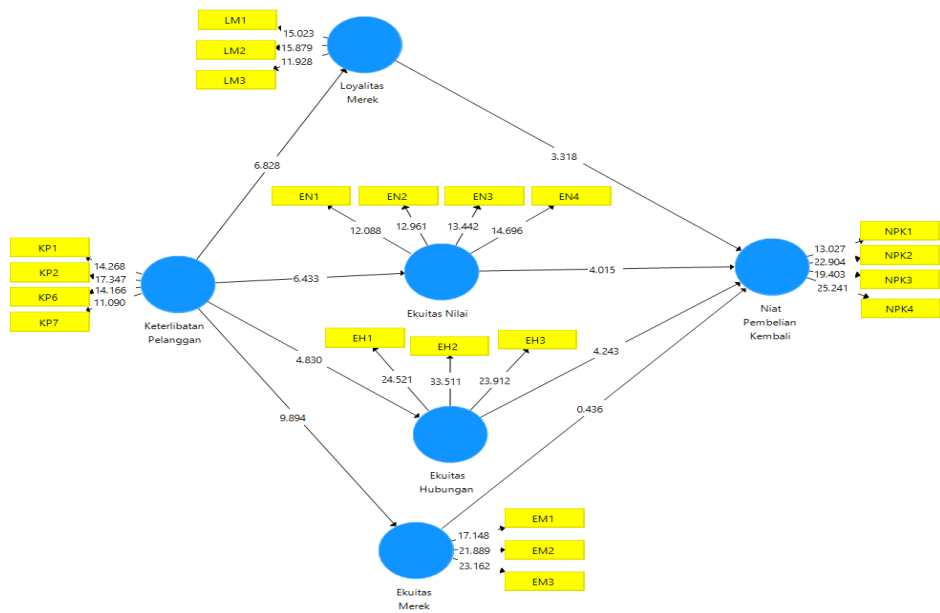 LM1
15.023
LM2
15.879
11.928
LM3
Loyalitas
Merek
6.828
3.318
EN1
EN2
EN3
EN4
12.088
12.961
13.442
14.696
KP1
KP2
KP6
KP7
14.268
17.347
14.166
11.090
Keterlibatan
Pelanggan
6.433
Ekuitas Nilai
4.015
NPK1
NPK2
NPK3
NPK4
13.027
22.904
19.403
25.241
Niat
Pembelian
Kembali
EH1
EH2
EH3
24.521
33.511
23.912
4.830
4.243
Ekuitas
Hubungan
9.894
0.436
EM1
17.148
21.889
EM2
23.162
EM3
Ekuitas
Merek